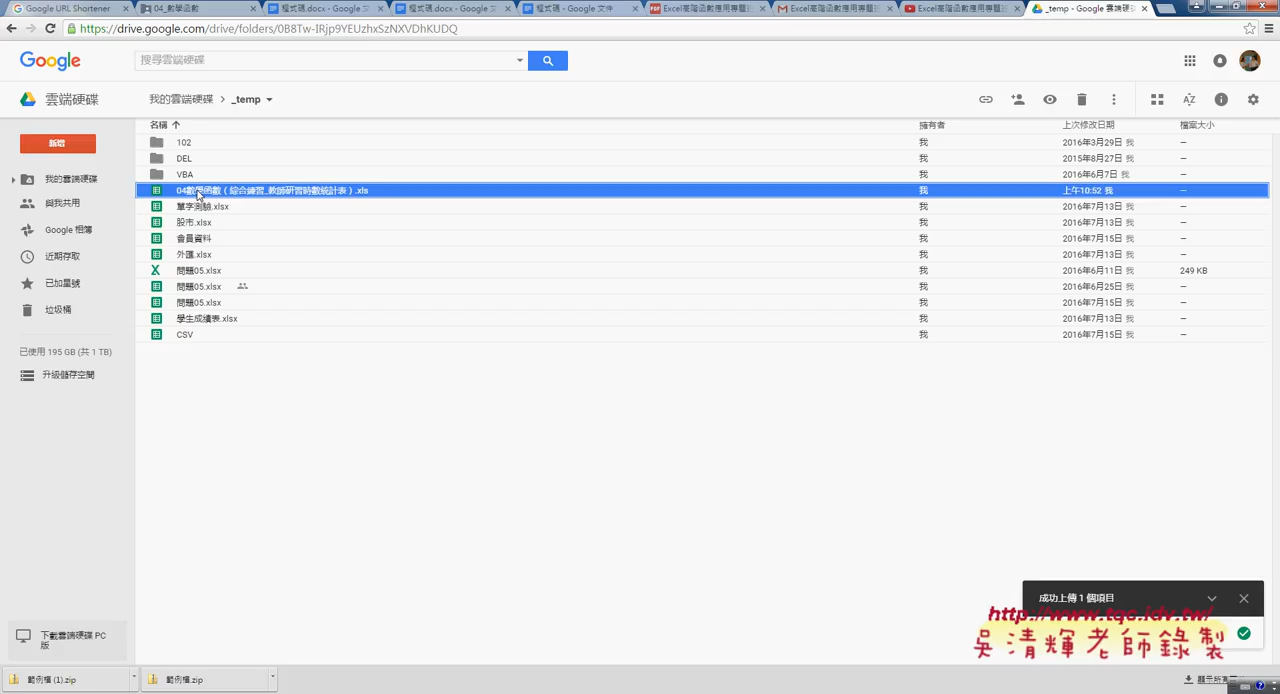 Google URL Shortener
04_數學函數
程式碼.docx - Google 文
程式碼.docx - Google 文
程式碼 - Google 文件
Excel高階函數應用專題班
Excel高階函數應用專題班
Excel高階函數應用專題班
_temp - Google 雲端硬碟
https://drive.google.com/drive/folders/0B8Tw-IRjp9YEUzhxSzNXVDhKUDQ
Google
搜尋雲端硬碟
雲端硬碟
我的雲端硬碟 > _temp
名稱 擁有者 上次修改日期 檔案大小
新增
我的雲端硬碟
與我共用
Google 相簿
近期存取
已加星號
垃圾桶
已使用 195 GB (共 1 TB)
升級儲存空間
下載雲端硬碟 PC
版
102 我 2016年3月29日 我 –
DEL 我 2015年8月27日 我 –
VBA 我 2016年6月7日 我 –
04數學函數 ( 綜合練習_教師研習時數統計表 ) .xls 我 上午10:52 我 –
單字測驗.xlsx 我 2016年7月13日 我 –
股市.xlsx 我 2016年7月13日 我 –
會員資料 我 2016年7月15日 我 –
外匯.xlsx 我 2016年7月13日 我 –
問題05.xlsx 我 2016年6月11日 我 249 KB
問題05.xlsx 我 2016年6月25日 我 –
問題05.xlsx 我 2016年7月15日 我 –
學生成績表.xlsx 我 2016年7月13日 我 –
CSV 我 2016年7月15日 我 –
成功上傳 1 個項目
http://www.tqc.idv.tw/
吳清輝老師錄製
範例檔 (1).zip
範例檔.zip
顯示所有